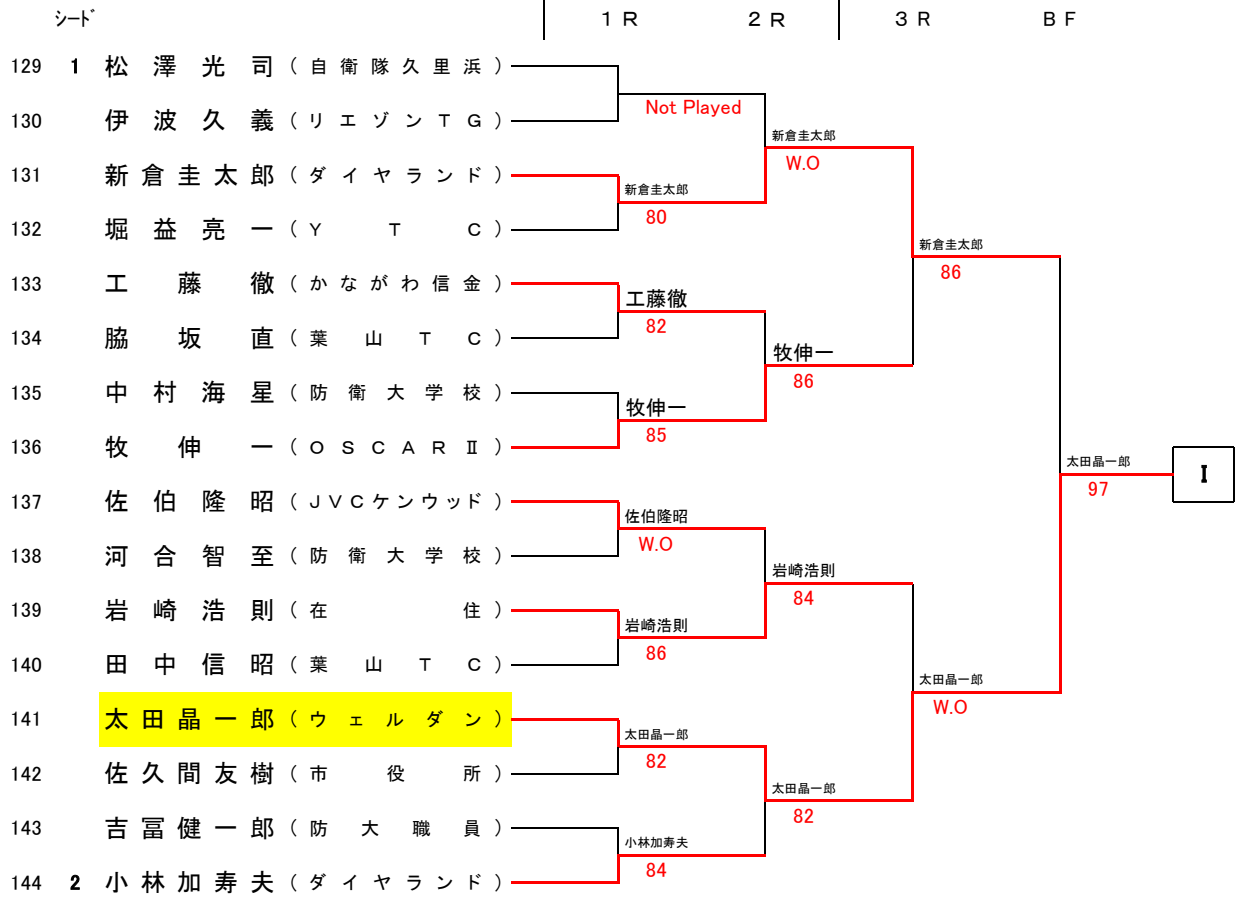 シード 1R 2R 3R BF
129 1 松澤光司（自衛隊久里浜）
Not Played
130 伊波久義（リエゾンTG）
新倉圭太郎
W.O
131 新倉圭太郎（ダイヤランド）
新倉圭太郎
80
132 堀益亮一（YTC）
新倉圭太郎
86
133 工藤徹（かながわ信金）
工藤徹
82
134 脇坂直（葉山TC）
牧伸一
86
135 中村海星（防衛大学校）
牧伸一
85
136 牧伸一（OSCARⅡ）
太田晶一郎
97
I
137 佐伯隆昭（JVCケンウッド）
佐伯隆昭
W.O
138 河合智至（防衛大学校）
岩崎浩則
84
139 岩崎浩則（在住）
岩崎浩則
86
140 田中信昭（葉山TC）
太田晶一郎
W.O
141 太田晶一郎（ウェルダン）
太田晶一郎
82
142 佐久間友樹（市役所）
太田晶一郎
82
143 吉冨健一郎（防大職員）
小林加寿夫
84
144 2 小林加寿夫（ダイヤランド）